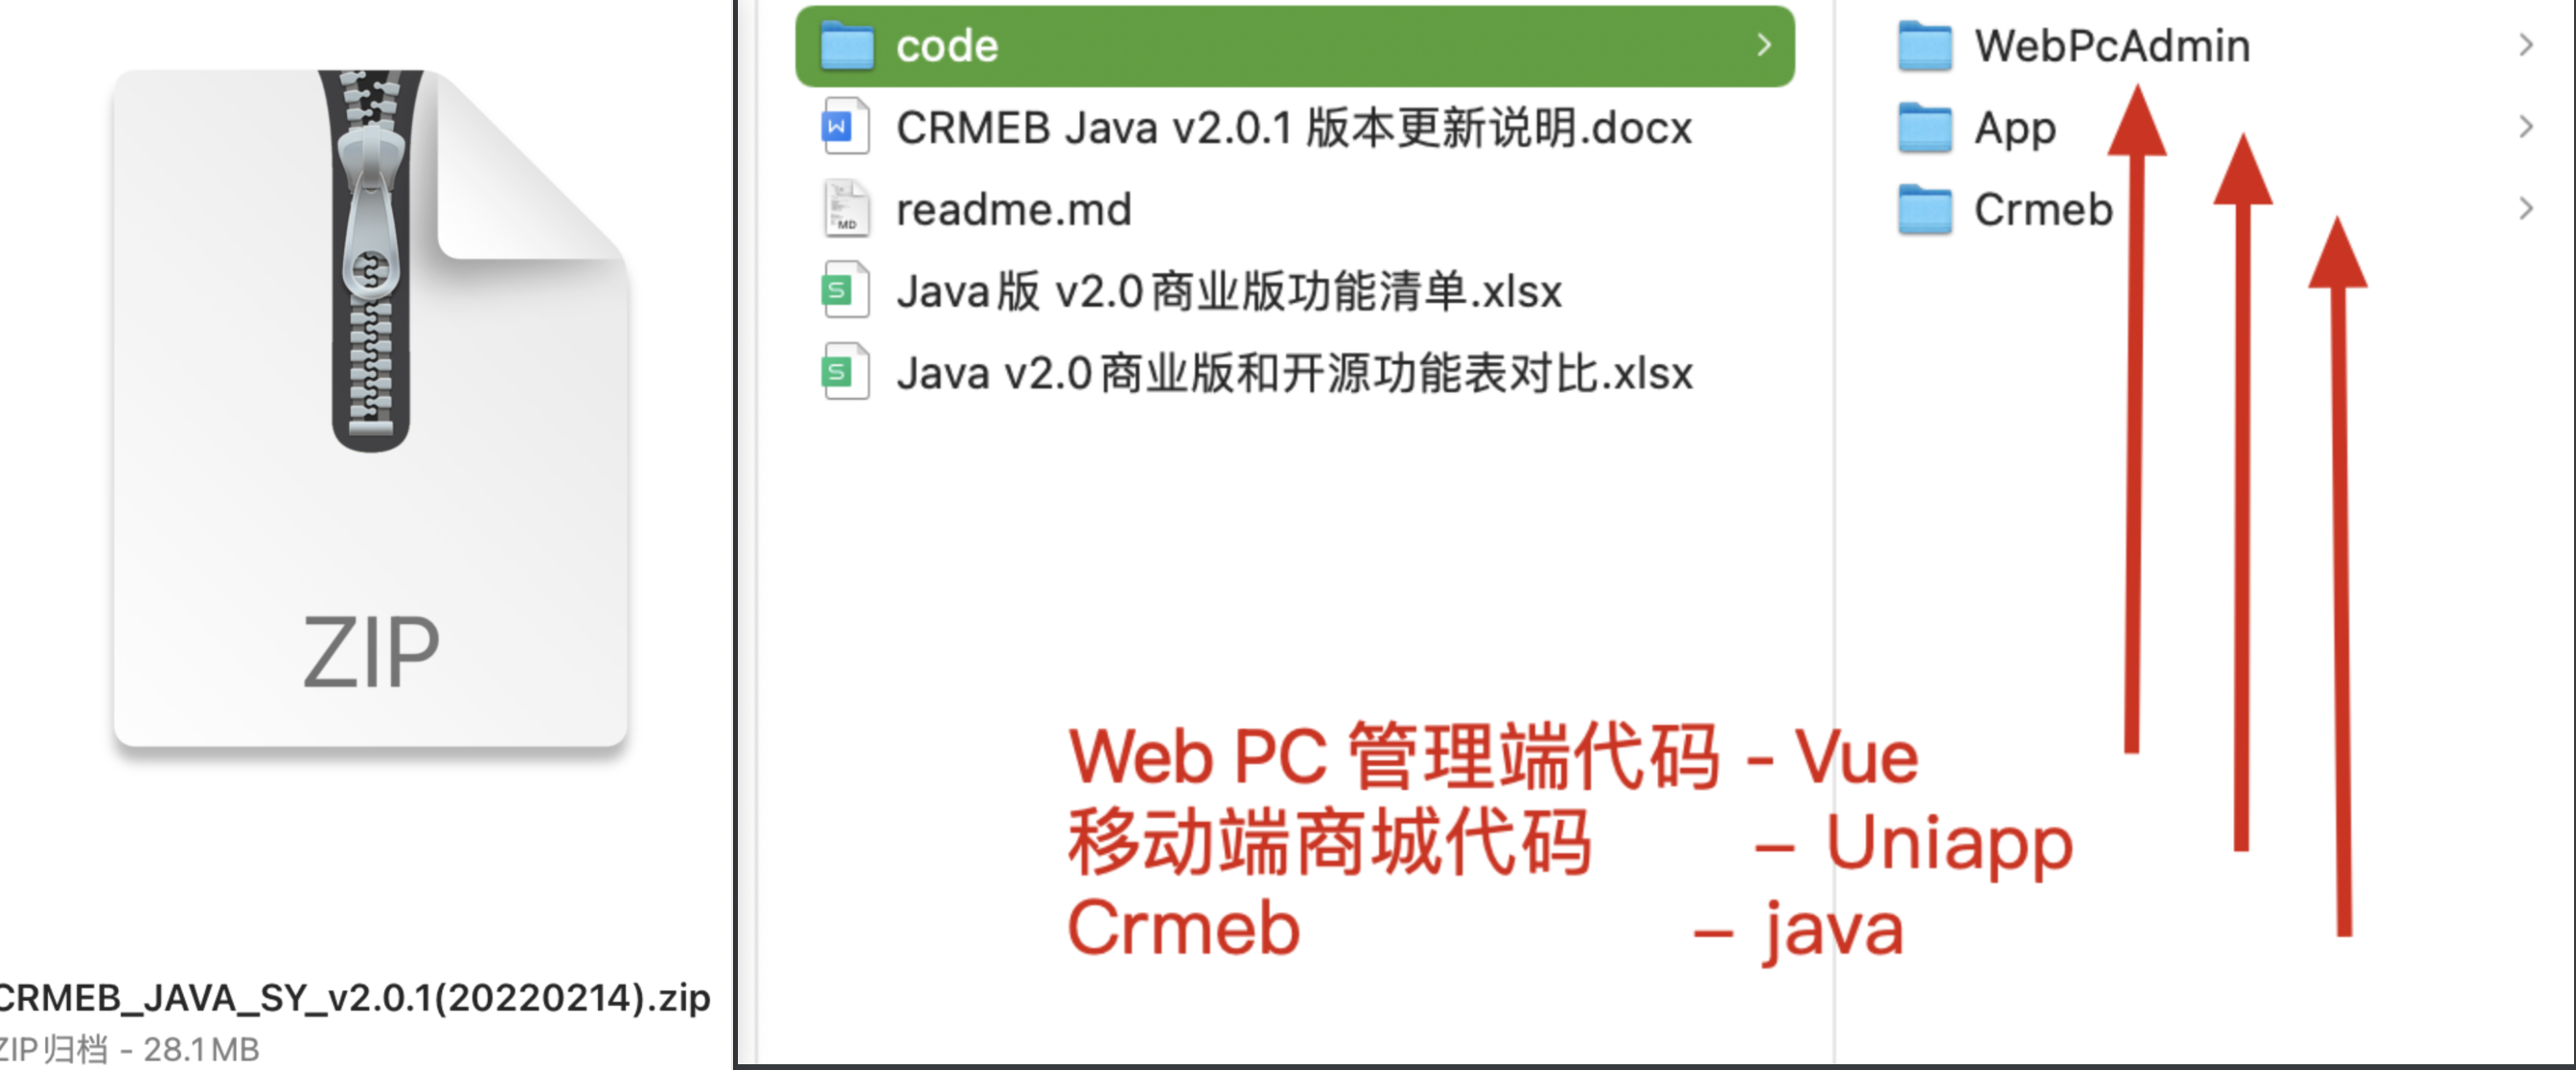 ZIP
CRMEB_JAVA_SY_v2.0.1(20220214).zip
ZIP归档 - 28.1 MB
code
CRMEB Java v2.0.1 版本更新说明.docx
readme.md
MD
Java版 v2.0商业版功能清单.xlsx
Java v2.0商业版和开源功能表对比.xlsx
WebPcAdmin
App
Crmeb
Web PC 管理端代码 - Vue
移动端商城代码 – Uniapp
Crmeb – java